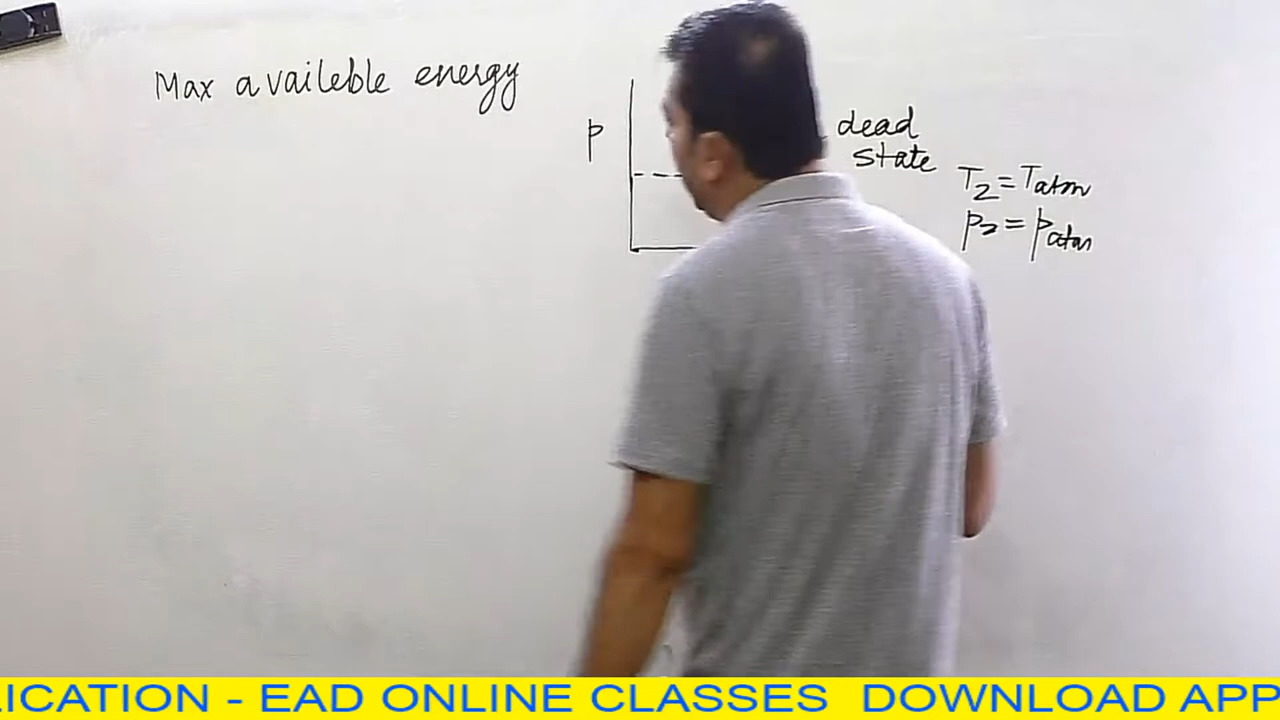 Max availeble energy
p
dead
state
T2 = Tatm
p2 = patm
LICATION - EAD ONLINE CLASSES DOWNLOAD APP